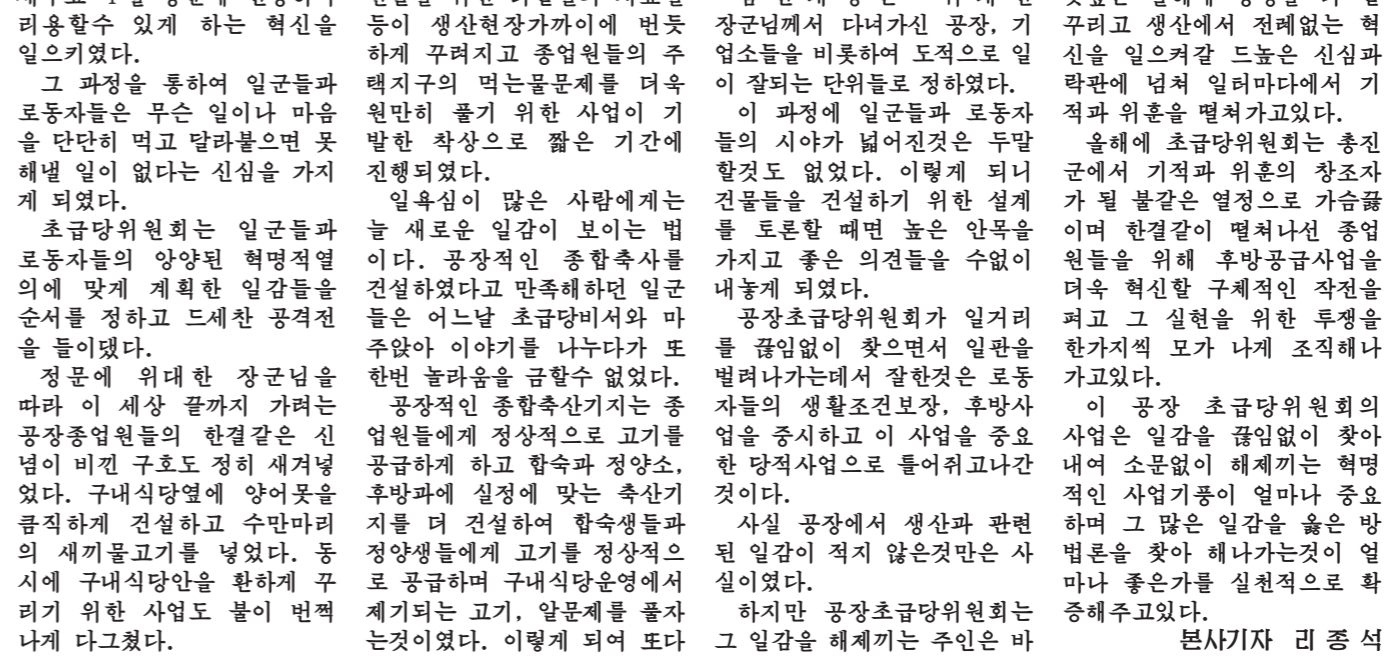 리용할수 있게 하는 혁신을
일으키였다.
그 과정을 통하여 일군들과
로동자들은 무슨 일이나 마음
을 단단히 먹고 달라붙으면 못
해낼 일이 없다는 신심을 가지
게 되였다.
초급당위원회는 일군들과
로동자들의 앙양된 혁명적열
의에 맞게 계획한 일감들을
순서를 정하고 드세찬 공격전
을 들이댔다.
정문에 위대한 장군님을
따라 이 세상 끝까지 가려는
공장종업원들의 한결같은 신
념이 비낀 구호도 정히 새겨넣
었다. 구내식당옆에 양어못을
큼직하게 건설하고 수만마리
의 새끼물고기를 넣었다. 동
시에 구내식당안을 환하게 꾸
리기 위한 사업도 불이 번쩍
나게 다그쳤다.
등이 생산현장가까이에 번듯
하게 꾸려지고 종업원들의 주
택지구의 먹는물문제를 더욱
원만히 풀기 위한 사업이 기
발한 착상으로 짧은 기간에
진행되였다.
일욕심이 많은 사람에게는
늘 새로운 일감이 보이는 법
이다. 공장적인 종합축사를
건설하였다고 만족해하던 일군
들은 어느날 초급당비서와 마
주앉아 이야기를 나누다가 또
한번 놀라움을 금할수 없었다.
공장적인 종합축산기지는 종
업원들에게 정상적으로 고기를
공급하게 하고 합숙과 정양소,
후방과에 실정에 맞는 축산기
지를 더 건설하여 합숙생들과
정양생들에게 고기를 정상적으
로 공급하며 구내식당운영에서
제기되는 고기, 알문제를 풀자
는것이였다. 이렇게 되여 또다
장군님께서 다녀가신 공장, 기
업소들을 비롯하여 도적으로 일
이 잘되는 단위들로 정하였다.
이 과정에 일군들과 로동자
들의 시야가 넓어진것은 두말
할것도 없었다. 이렇게 되니
건물들을 건설하기 위한 설계
를 토론할 때면 높은 안목을
가지고 좋은 의견들을 수없이
내놓게 되였다.
공장초급당위원회가 일거리
를 끊임없이 찾으면서 일판을
벌려나가는데서 잘한것은 로동
자들의 생활조건보장, 후방사
업을 중시하고 이 사업을 중요
한 당적사업으로 틀어쥐고나간
것이다.
사실 공장에서 생산과 관련
된 일감이 적지 않은것만은 사
실이였다.
하지만 공장초급당위원회는
그 일감을 해제끼는 주인은 바
꾸리고 생산에서 전례없는 혁
신을 일으켜갈 드높은 신심과
락관에 넘쳐 일터마다에서 기
적과 위훈을 떨쳐가고있다.
올해에 초급당위원회는 총진
군에서 기적과 위훈의 창조자
가 될 불같은 열정으로 가슴끓
이며 한결같이 떨쳐나선 종업
원들을 위해 후방공급사업을
더욱 혁신할 구체적인 작전을
펴고 그 실현을 위한 투쟁을
한가지씩 모가 나게 조직해나
가고있다.
이 공장 초급당위원회의
사업은 일감을 끊임없이 찾아
내여 소문없이 해제끼는 혁명
적인 사업기풍이 얼마나 중요
하며 그 많은 일감을 옳은 방
법론을 찾아 해나가는것이 얼
마나 좋은가를 실천적으로 확
증해주고있다.
본사기자 리 종 석